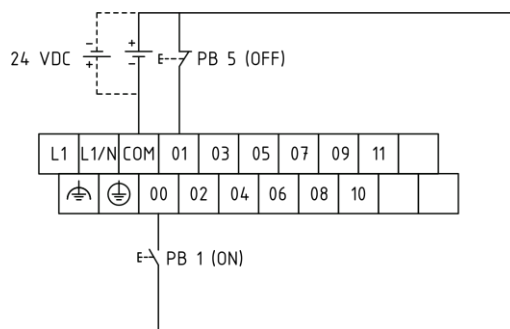 24 VDC
- + + -
PB 5 (OFF)
L1 L1/N COM 01 03 05 07 09 11
00 02 04 06 08 10
PB 1 (ON)